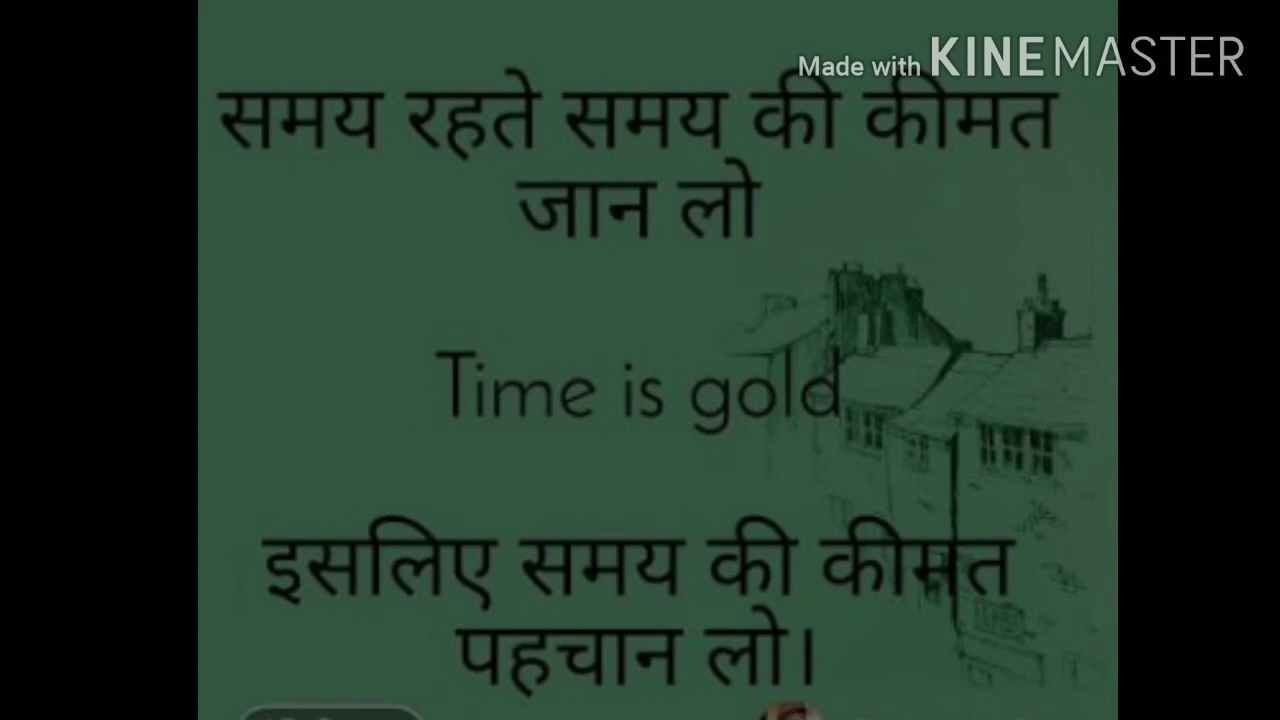 Made with KINEMASTER
समय रहते समय की कीमत
जान लो
Time is gold
इसलिए समय की कीमत
पहचान लो।